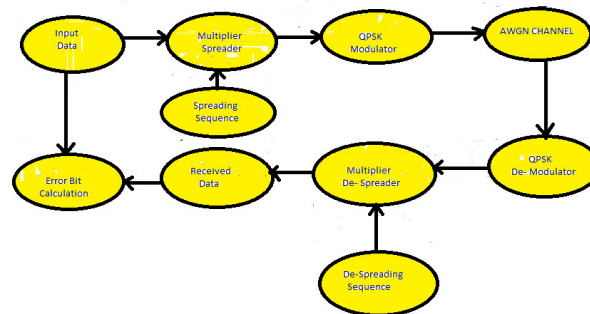 Input
Data
Multiplier
Spreader
QPSK
Modulator
AWGN CHANNEL
Spreading
Sequence
Error Bit
Calculation
Received
Data
Multiplier
De- Spreader
QPSK
De- Modulator
De-Spreading
Sequence